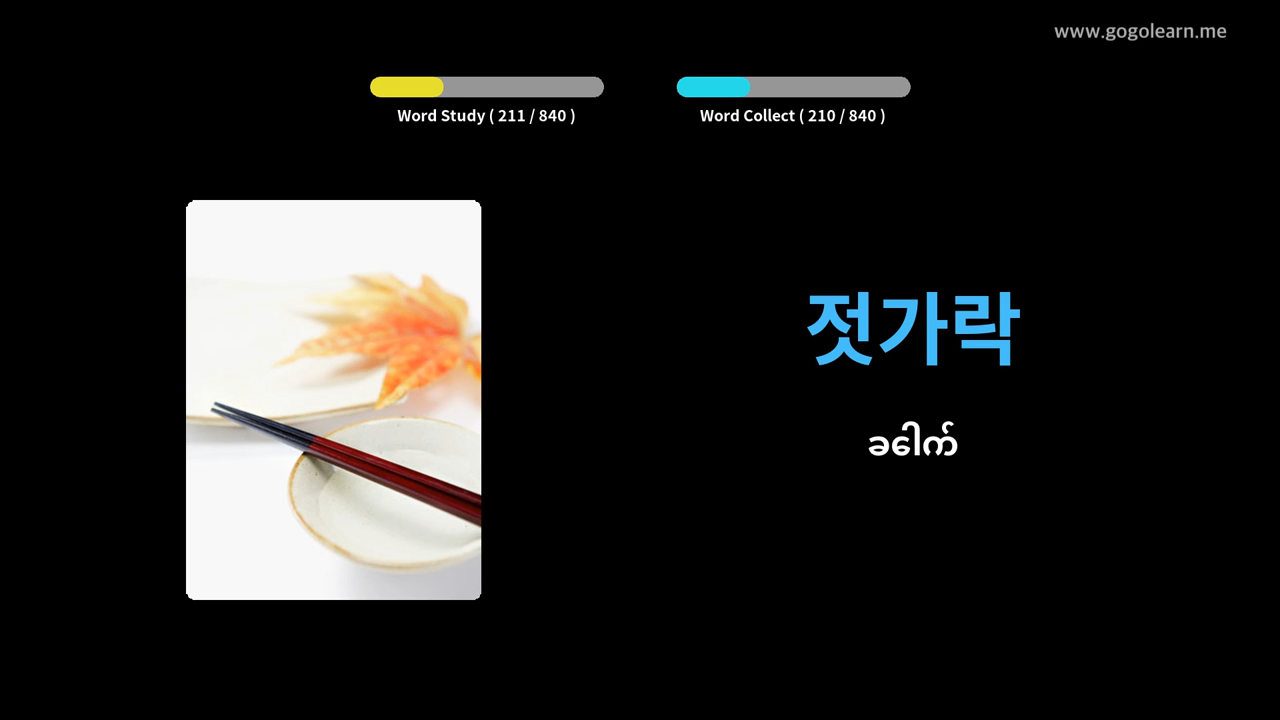 www.gogolearn.me
Word Study ( 211 / 840 )
Word Collect ( 210 / 840 )
젓가락
ခေါက်